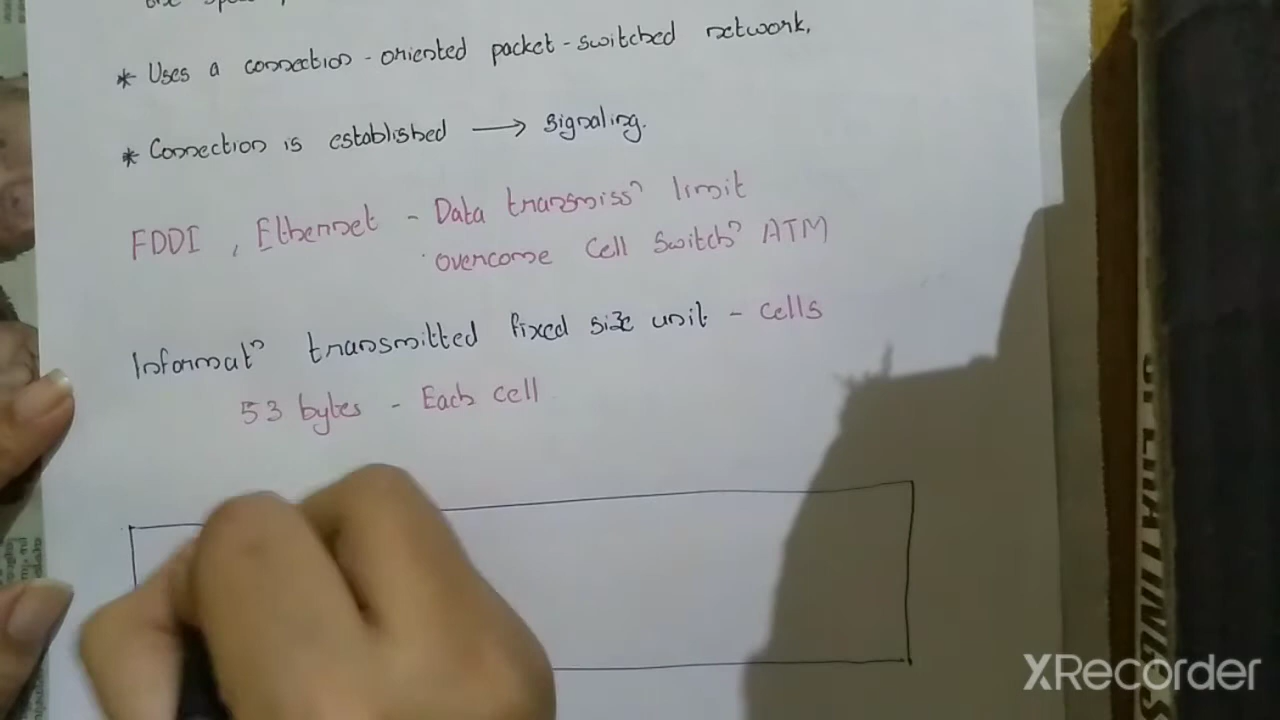 * Uses a connection-oriented packet-switched network.
* Connection is established → signaling.
FDDI, Ethernet - Data transmissⁿ limit
overcome cell switchⁿ ATM
Informatⁿ transmitted fixed size unit - cells
53 bytes - Each cell
XRecorder